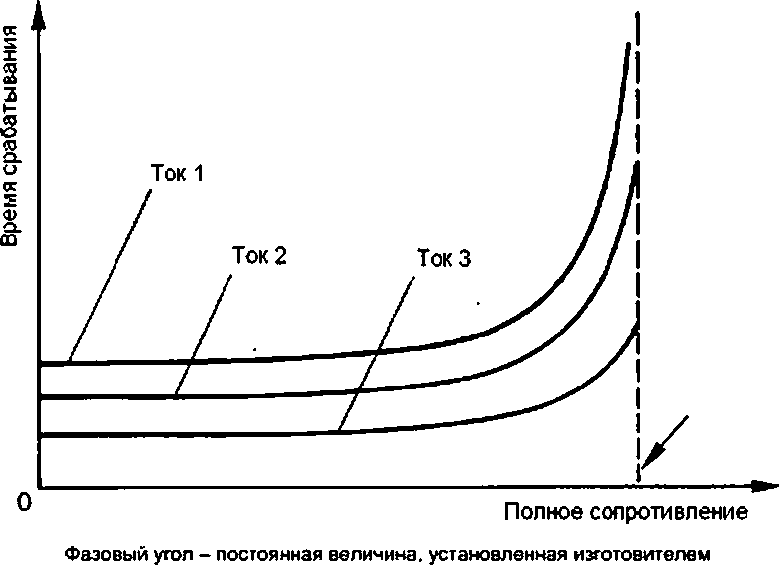 Время срабатывания
Ток 1
Ток 2
Ток 3
0
Полное сопротивление
Фазовый угол – постоянная величина, установленная изготовителем